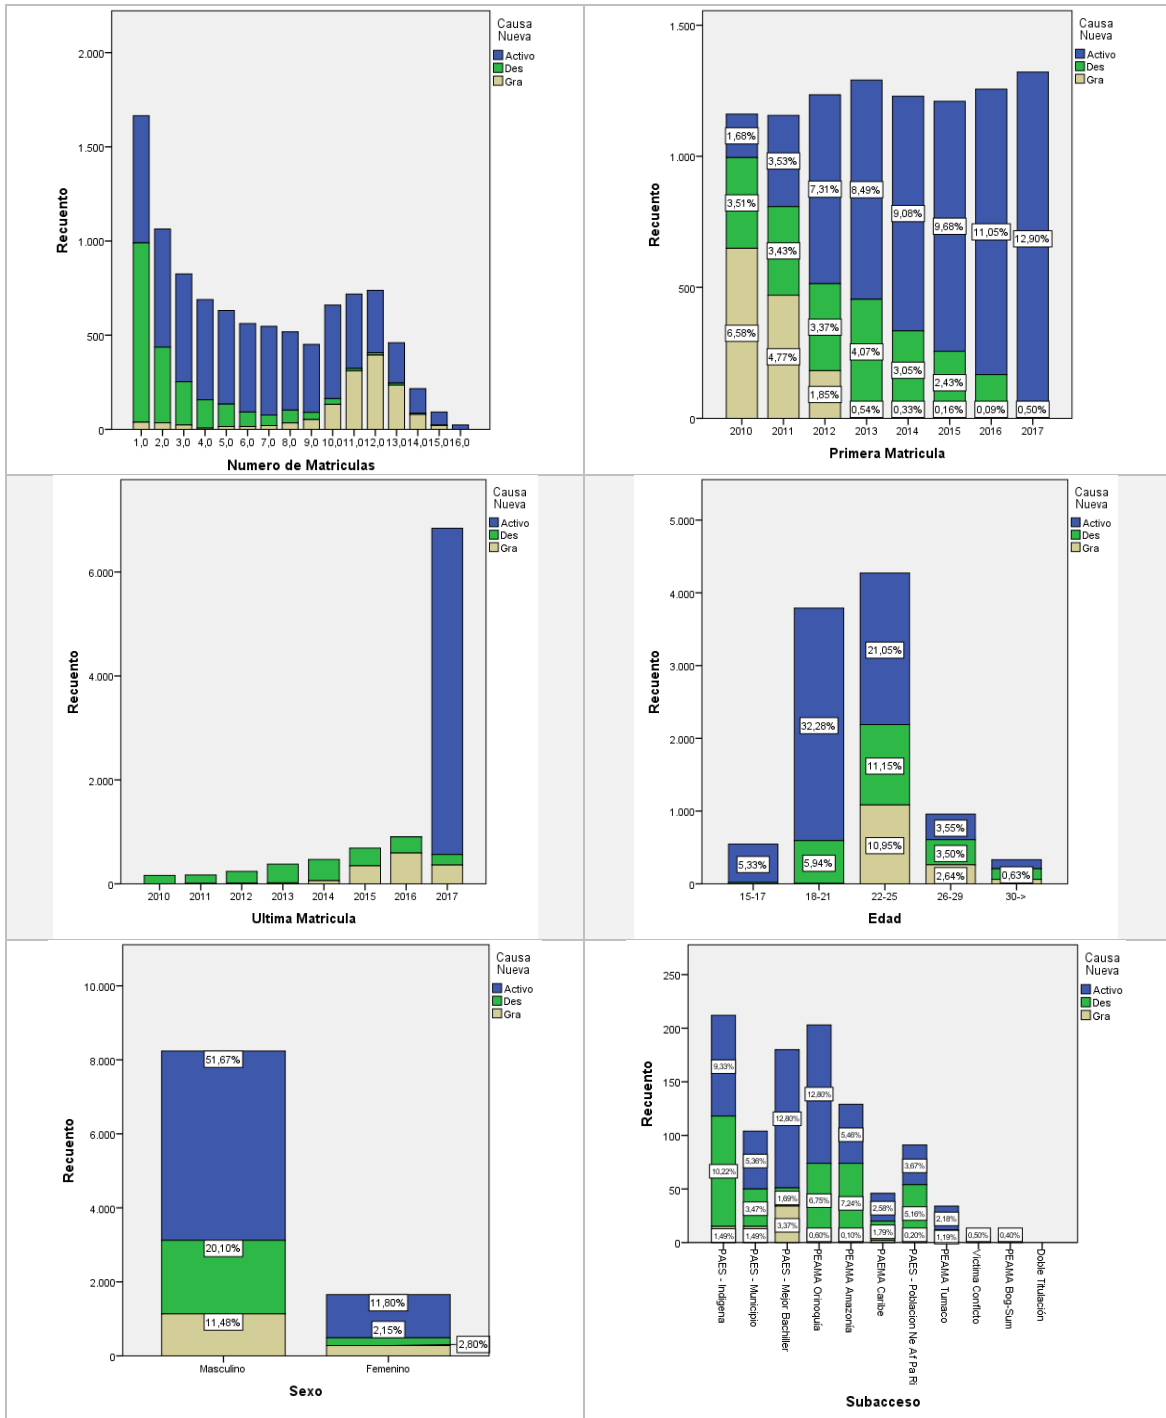 Causa
Nueva
Activo
Des
Gra
2.000
1.500
1.000
500
0
Recuento
1,0 2,0 3,0 4,0 5,0 6,0 7,0 8,0 9,0 10,0 11,0 12,0 13,0 14,0 15,0 16,0
Numero de Matriculas
Causa
Nueva
Activo
Des
Gra
1.500
1.000
500
0
Recuento
1,68%
3,51%
6,58%
3,53%
3,43%
4,77%
7,31%
3,37%
1,85%
8,49%
4,07%
0,54%
9,08%
3,05%
0,33%
9,68%
2,43%
0,16%
11,05%
0,09%
12,90%
0,50%
2010 2011 2012 2013 2014 2015 2016 2017
Primera Matricula
Causa
Nueva
Activo
Des
Gra
6.000
4.000
2.000
0
Recuento
2010 2011 2012 2013 2014 2015 2016 2017
Ultima Matricula
Causa
Nueva
Activo
Des
Gra
5.000
4.000
3.000
2.000
1.000
0
Recuento
5,33%
32,28%
5,94%
21,05%
11,15%
10,95%
3,55%
3,50%
2,64%
0,63%
15-17 18-21 22-25 26-29 30->
Edad
Causa
Nueva
Activo
Des
Gra
10.000
8.000
6.000
4.000
2.000
0
Recuento
51,67%
20,10%
11,48%
11,80%
2,15%
2,80%
Masculino Femenino
Sexo
Causa
Nueva
Activo
Des
Gra
250
200
150
100
50
0
Recuento
9,33%
10,22%
1,49%
5,36%
3,47%
1,49%
12,80%
1,69%
3,37%
12,80%
6,75%
0,60%
5,46%
7,24%
0,10%
2,58%
1,79%
3,67%
5,16%
0,20%
2,18%
1,19%
0,50%
0,40%
PAES - Indigena
PAES - Municipio
PAES - Mejor Bachiller
PEAMA Orinoquía
PEAMA Amazonía
PAEMA Caribe
PAES - Poblacion Ne Af Pa Ri
PEAMA Tumaco
Victima Conflicto
PEAMA Bog-Sum
Doble Titulación
Subacceso